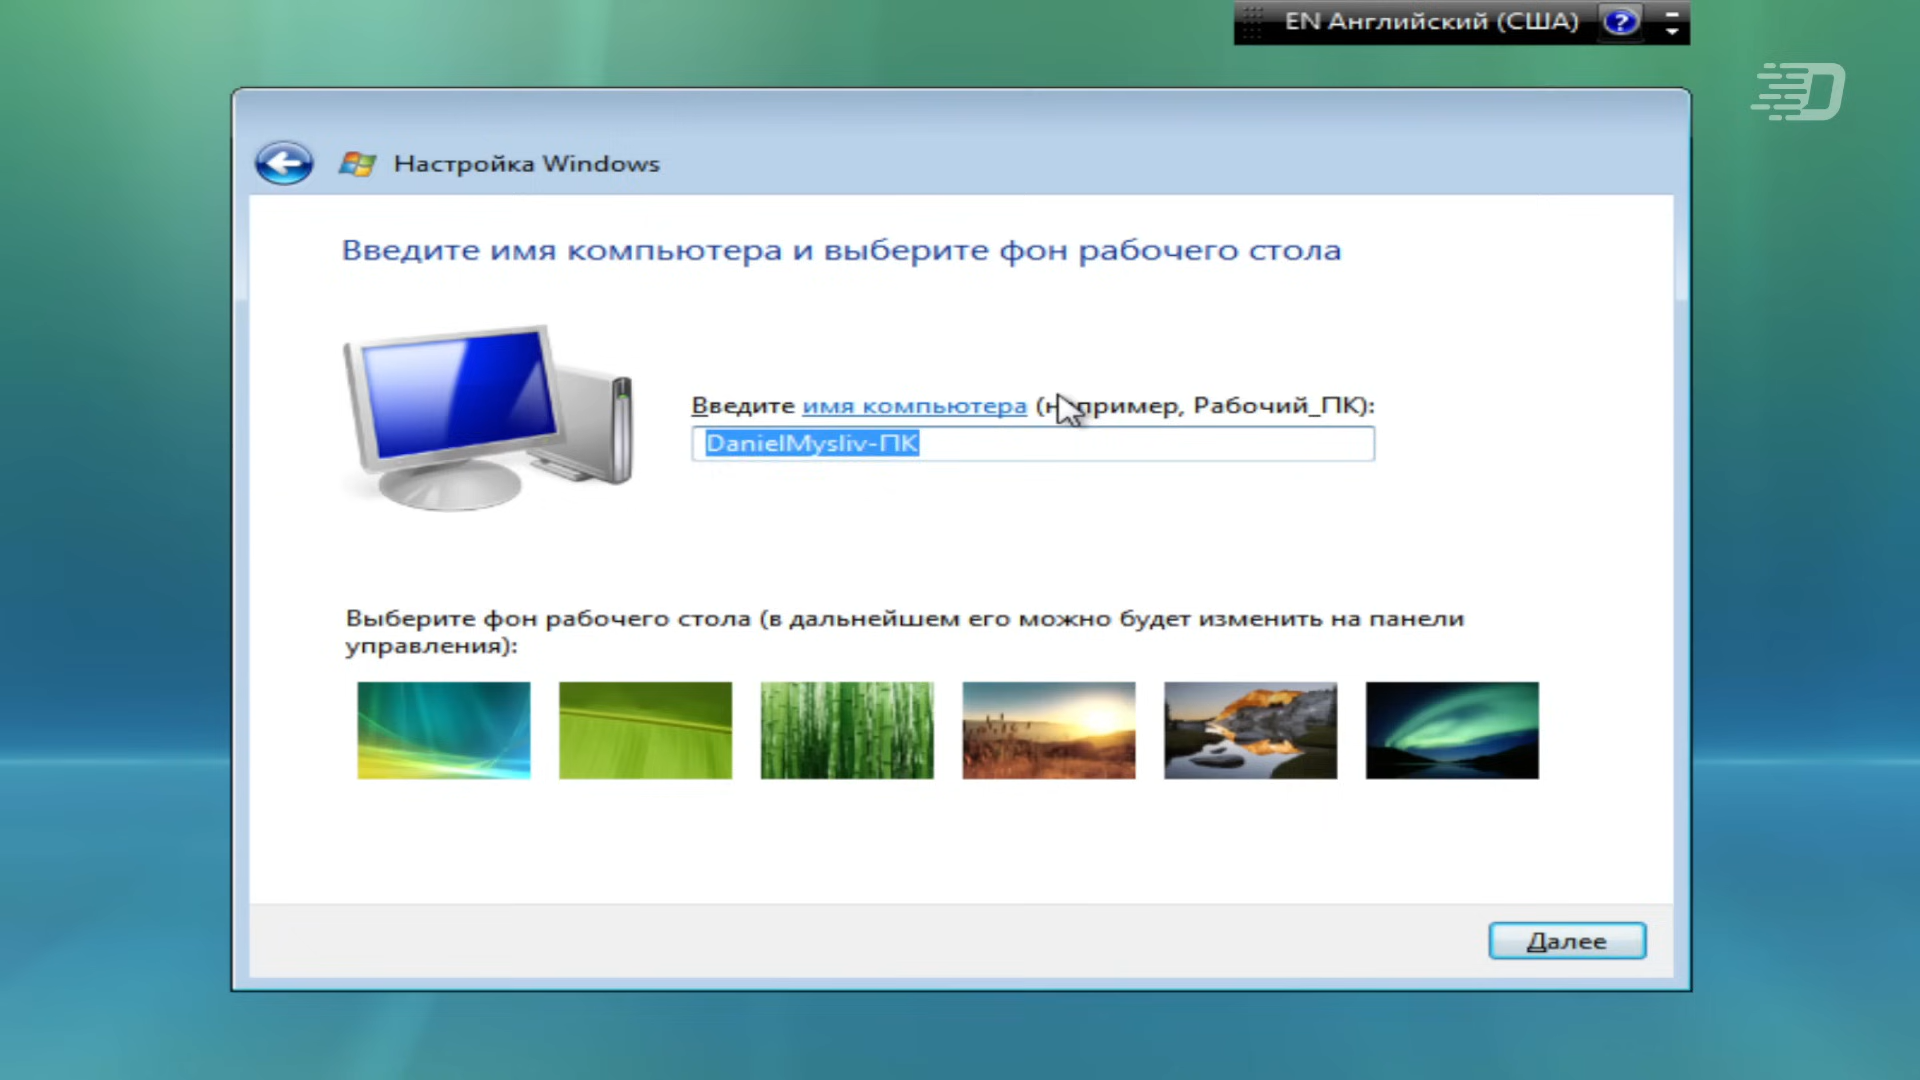 EN Английский (США)
Настройка Windows
Введите имя компьютера и выберите фон рабочего стола
Введите имя компьютера Рабочий_ПК):
DanielMysliv-ПК
Выберите фон рабочего стола (в дальнейшем его можно будет изменить на панели
управления):
Далее